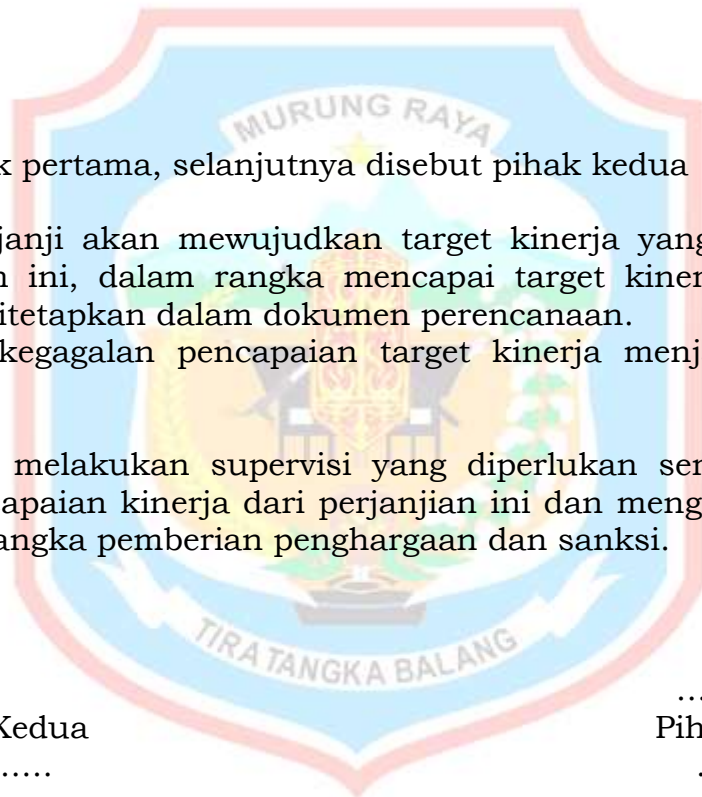 MURUNG RAYA
k pertama, selanjutnya disebut pihak kedua
janji akan mewujudkan target kinerja yang
n ini, dalam rangka mencapai target kiner
itetapkan dalam dokumen perencanaan.
kegagalan pencapaian target kinerja menj
melakukan supervisi yang diperlukan ser
apaian kinerja dari perjanjian ini dan meng
angka pemberian penghargaan dan sanksi.
TIRA TANGKA BALANG
...
Kedua Pih
...... .